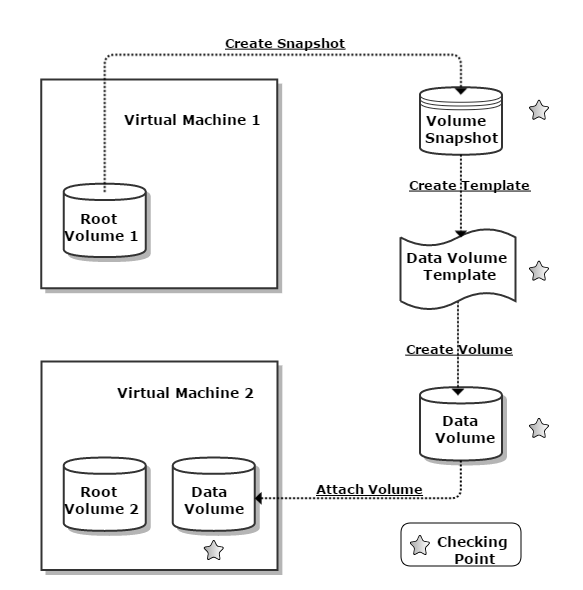 Create Snapshot
Virtual Machine 1
Volume
Snapshot
Create Template
Root
Volume 1
Data Volume
Template
Create Volume
Virtual Machine 2
Data
Volume
Root
Volume 2
Data
Volume
Attach Volume
Checking
Point